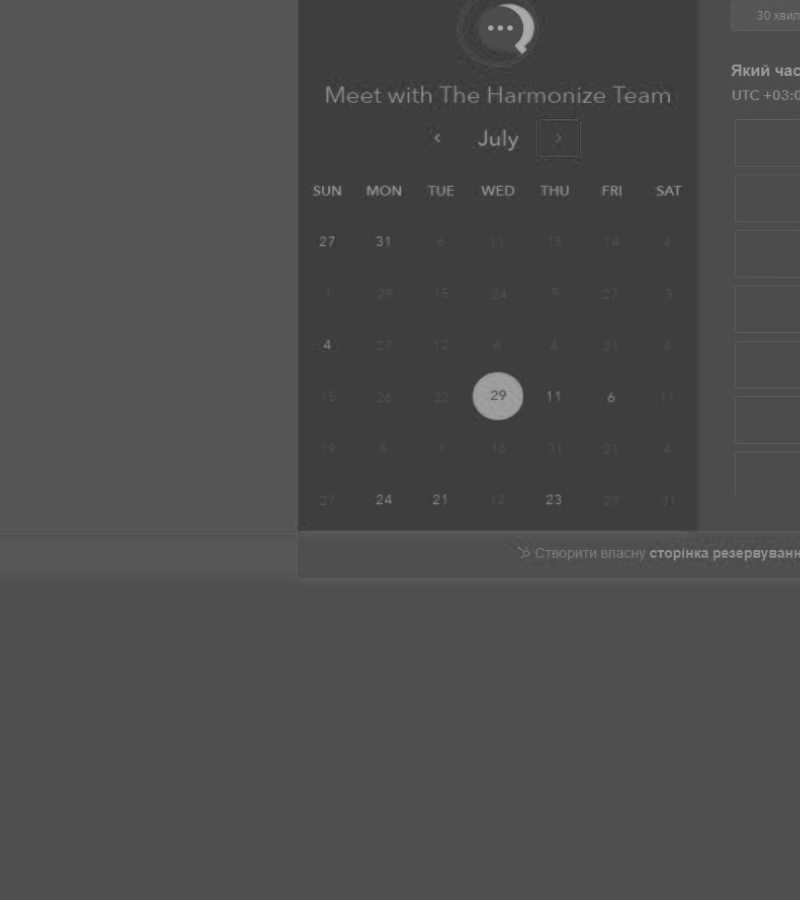 30 хвил
Meet with The Harmonize Team
Який час
UTC +03:0
July
SUN MON TUE WED THU FRI SAT
27 31 6 11 15 14 4
1 29 15 24 9 27 3
4 27 12 6 4 21 4
15 26 22 29 11 6 11
19 5 1 16 31 21 4
27 24 21 12 23 29 31
Створити власну сторінка резервуванн